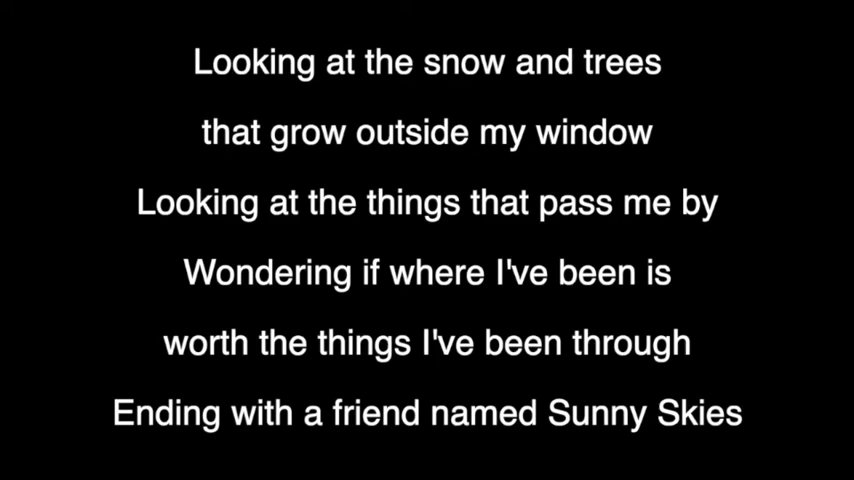 Looking at the snow and trees
that grow outside my window
Looking at the things that pass me by
Wondering if where I've been is
worth the things I've been through
Ending with a friend named Sunny Skies